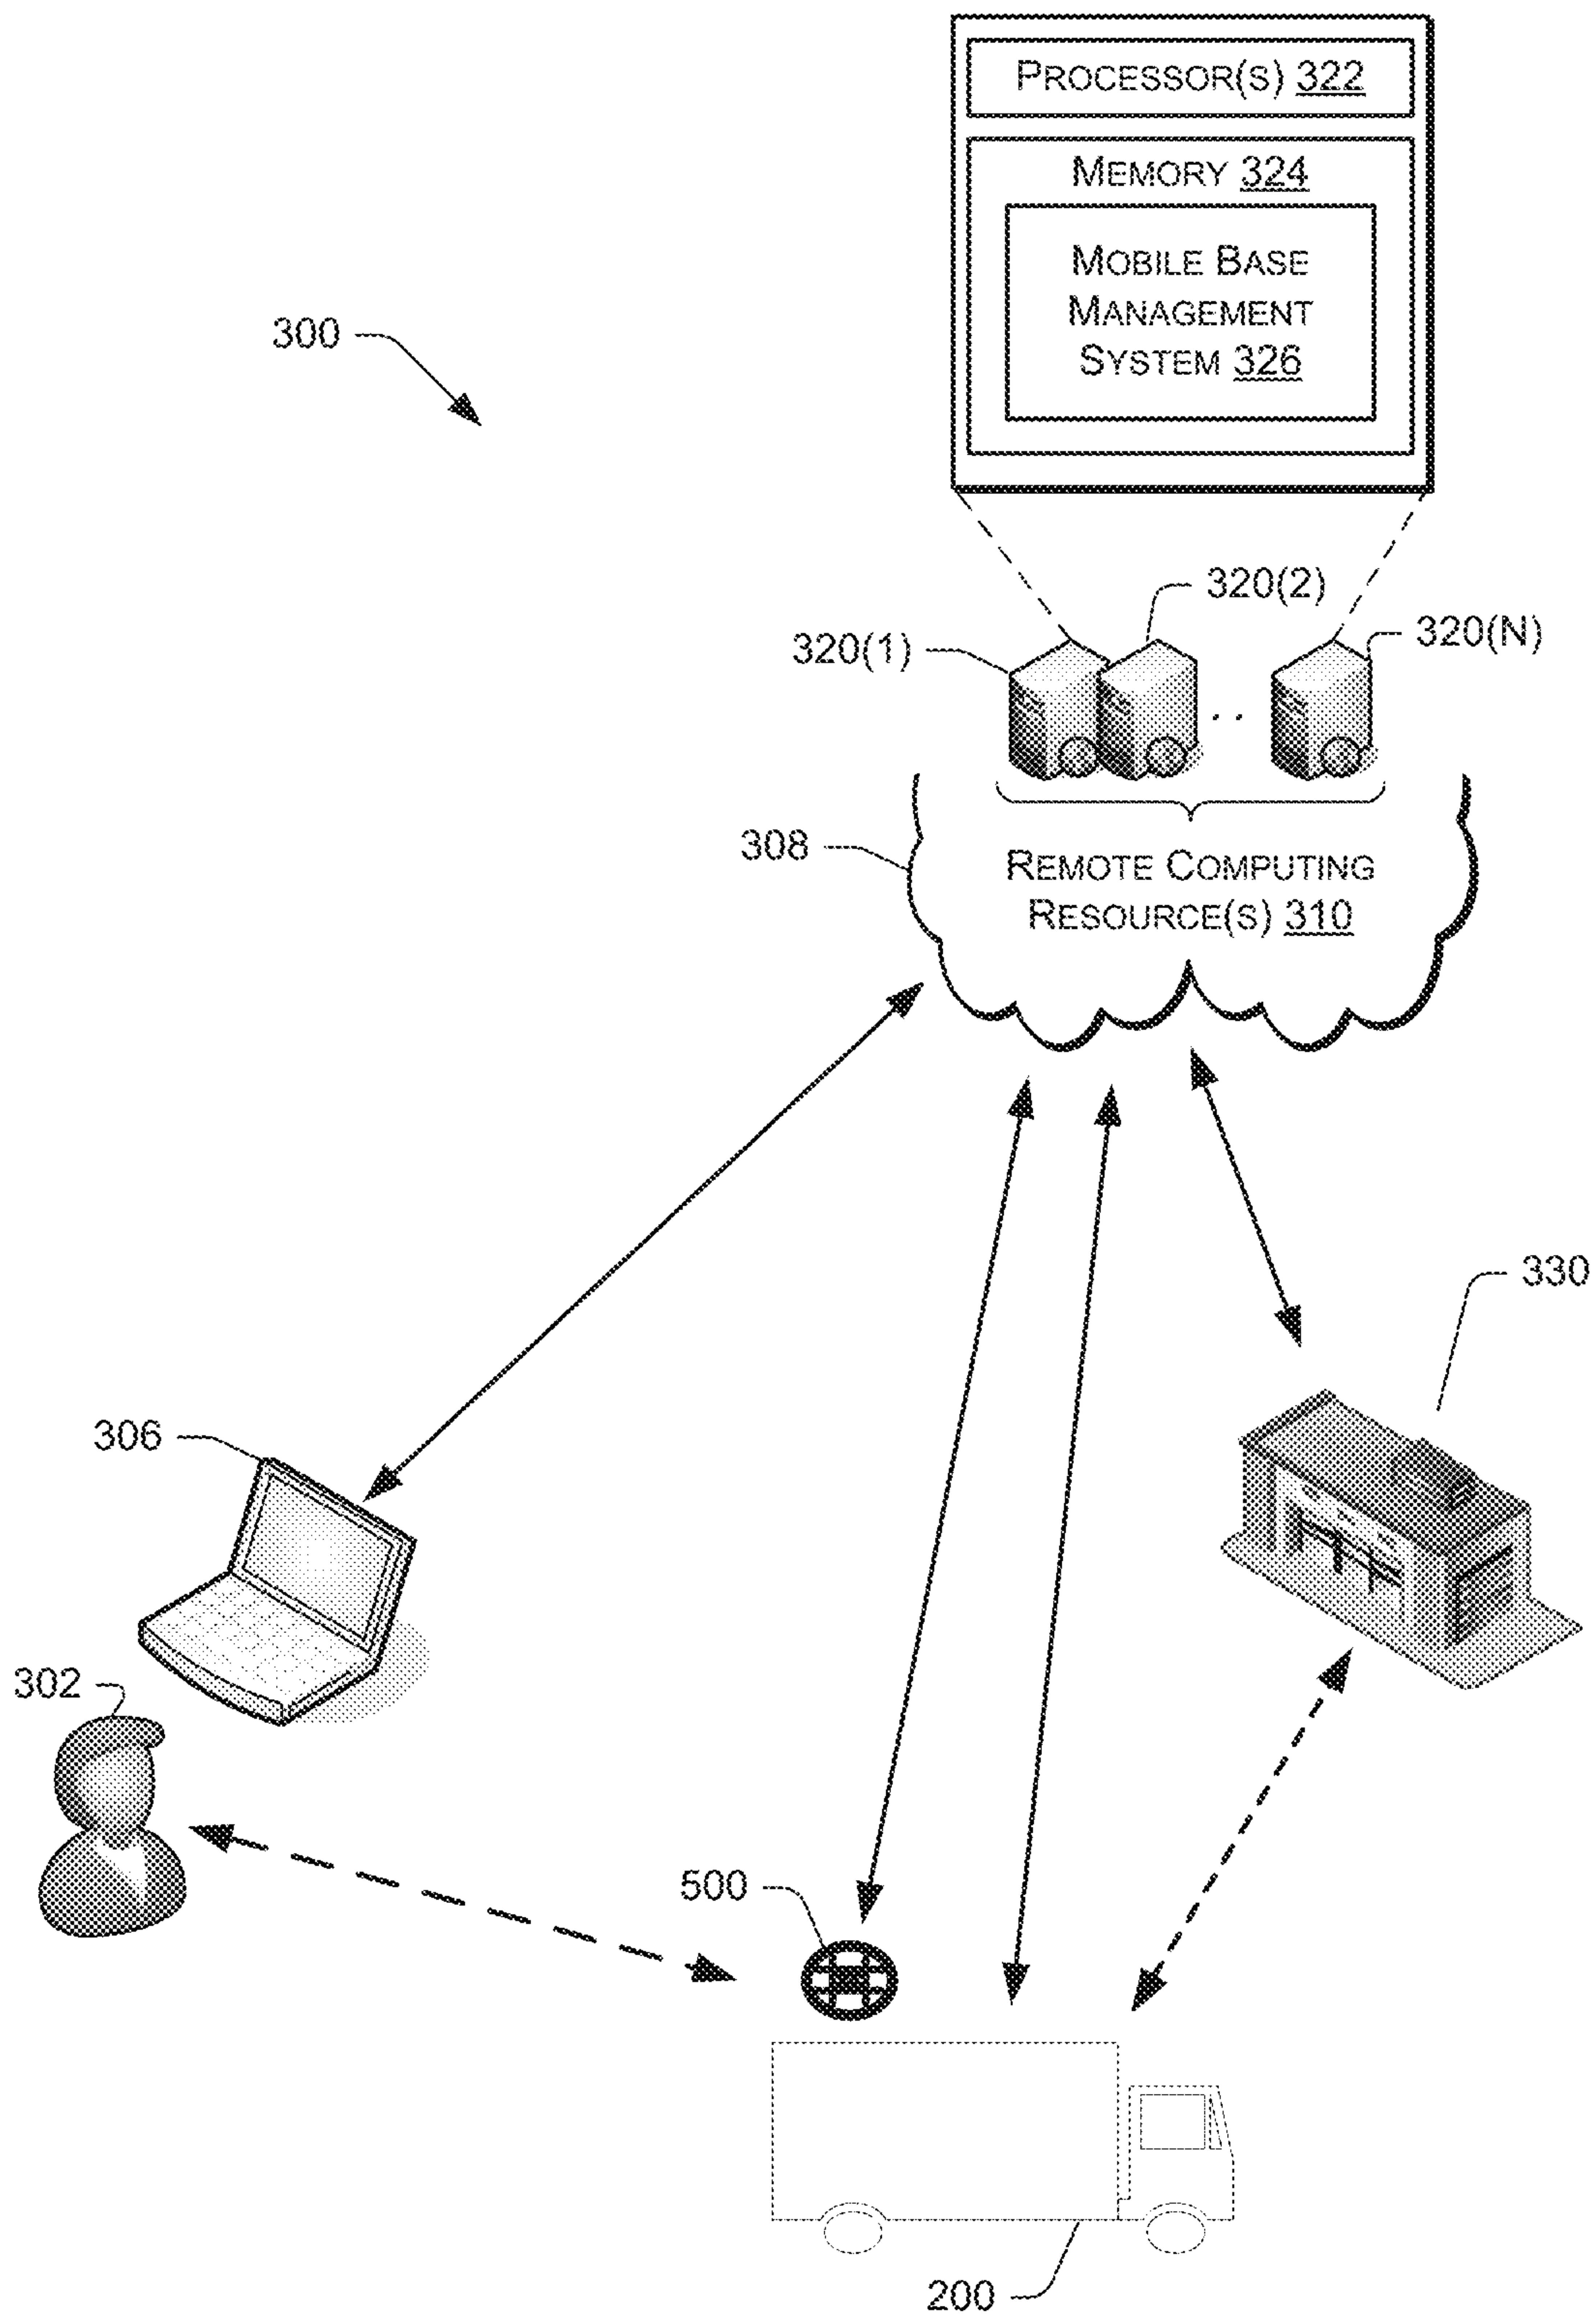 PROCESSOR(S) 322
MEMORY 324
MOBILE BASE
MANAGEMENT
SYSTEM 326
300
320(2)
320(1)
320(N)
308
REMOTE COMPUTING
RESOURCE(S) 310
330
306
302
500
200